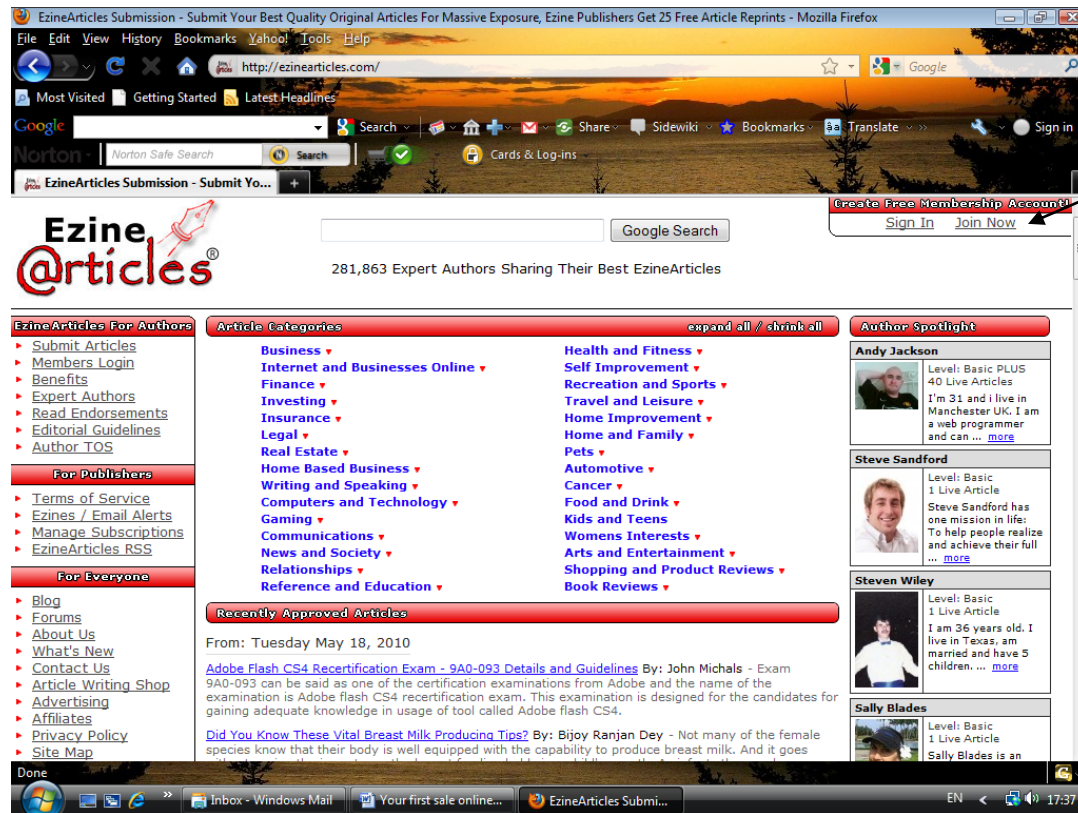 EzineArticles Submission - Submit Your Best Quality Original Articles For Massive Exposure, Ezine Publishers Get 25 Free Article Reprints - Mozilla Firefox
File Edit View History Bookmarks Yahoo! Tools Help
http://ezinearticles.com/
Google
Most Visited Getting Started Latest Headlines
Google Search Share Sidewiki Bookmarks Translate Sign in
Norton Norton Safe Search Search Cards & Log-ins
EzineArticles Submission - Submit Yo...
Create Free Membership Account!
Sign In Join Now
Ezine
@rticles®
Google Search
281,863 Expert Authors Sharing Their Best EzineArticles
EzineArticles For Authors
Submit Articles
Members Login
Benefits
Expert Authors
Read Endorsements
Editorial Guidelines
Author TOS
For Publishers
Terms of Service
Ezines / Email Alerts
Manage Subscriptions
EzineArticles RSS
For Everyone
Blog
Forums
About Us
What's New
Contact Us
Article Writing Shop
Advertising
Affiliates
Privacy Policy
Site Map
Article Categories expand all / shrink all
Business
Internet and Businesses Online
Finance
Investing
Insurance
Legal
Real Estate
Home Based Business
Writing and Speaking
Computers and Technology
Gaming
Communications
News and Society
Relationships
Reference and Education
Health and Fitness
Self Improvement
Recreation and Sports
Travel and Leisure
Home Improvement
Home and Family
Pets
Automotive
Cancer
Food and Drink
Kids and Teens
Womens Interests
Arts and Entertainment
Shopping and Product Reviews
Book Reviews
Recently Approved Articles
From: Tuesday May 18, 2010
Adobe Flash CS4 Recertification Exam - 9A0-093 Details and Guidelines By: John Michals - Exam
9A0-093 can be said as one of the certification examinations from Adobe and the name of the
examination is Adobe flash CS4 recertification exam. This examination is designed for the candidates for
gaining adequate knowledge in usage of tool called Adobe flash CS4.
Did You Know These Vital Breast Milk Producing Tips? By: Bijoy Ranjan Dey - Not many of the female
species know that their body is well equipped with the capability to produce breast milk. And it goes
Author Spotlight
Andy Jackson
Level: Basic PLUS
40 Live Articles
I'm 31 and i live in
Manchester UK. I am
a web programmer
and can ... more
Steve Sandford
Level: Basic
1 Live Article
Steve Sandford has
one mission in life:
To help people realize
and achieve their full
... more
Steven Wiley
Level: Basic
1 Live Article
I am 36 years old. I
live in Texas, am
married and have 5
children. ... more
Sally Blades
Level: Basic
1 Live Article
Sally Blades is an
Done
Inbox - Windows Mail Your first sale online... EzineArticles Submi... EN 17:37